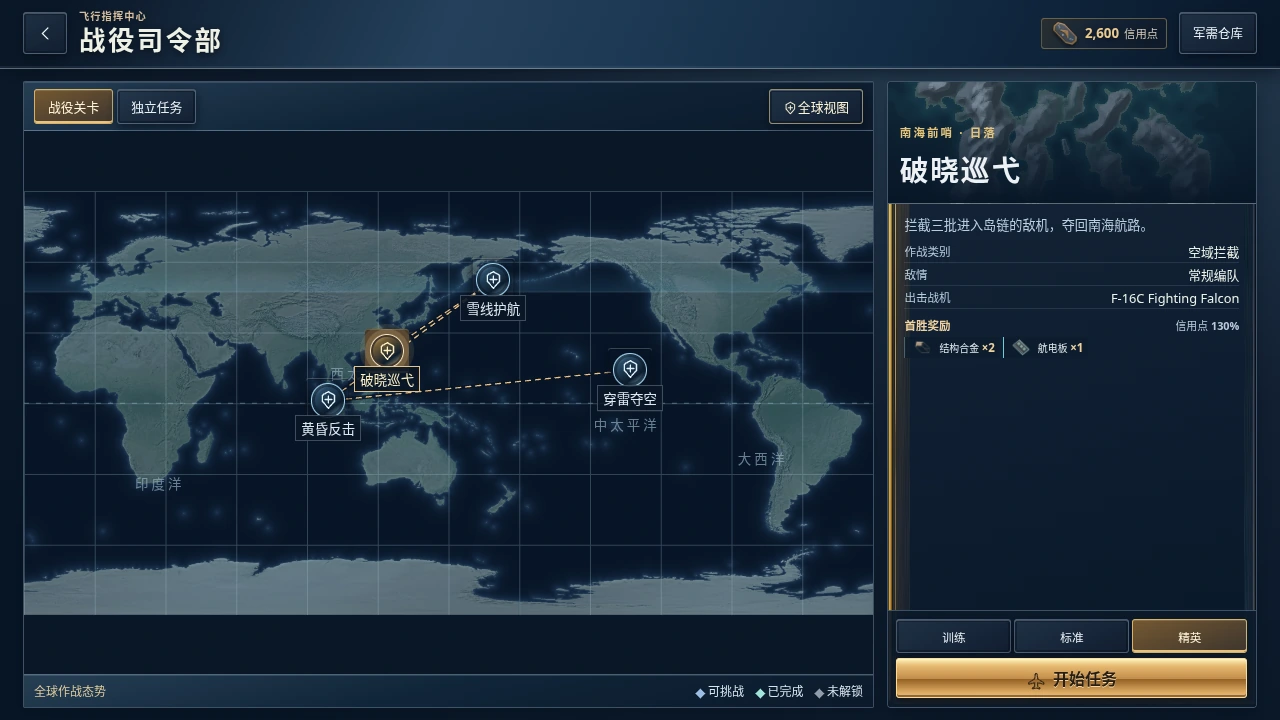 飞行指挥中心
战役司令部
2,600 信用点
军需仓库
战役关卡
独立任务
全球视图
雪线护航
破晓巡弋
穿雷夺空
黄昏反击
中太平洋
大西洋
印度洋
全球作战态势
可挑战
已完成
未解锁
南海前哨 · 日落
破晓巡弋
拦截三批进入岛链的敌机，夺回南海航路。
作战类别 空域拦截
敌情 常规编队
出击战机 F-16C Fighting Falcon
首胜奖励 信用点 130%
结构合金 ×2 航电板 ×1
训练
标准
精英
开始任务